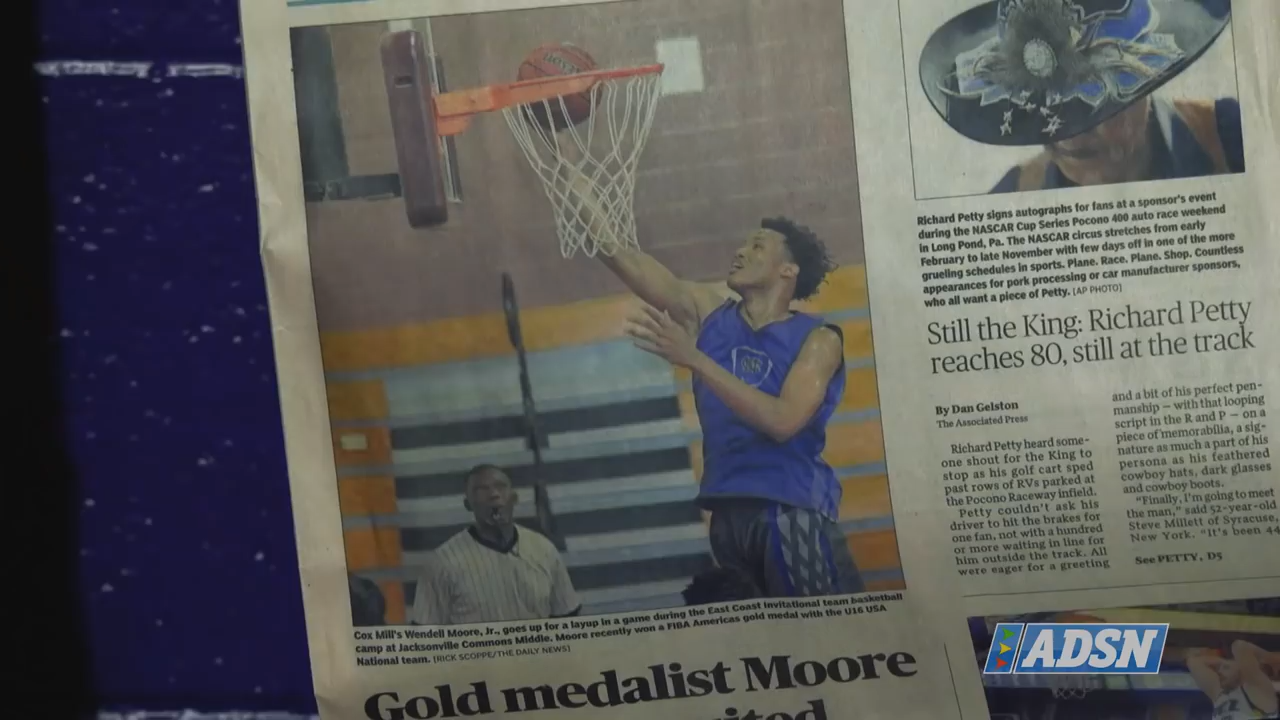 Cox Mill's Wendell Moore, Jr., goes up for a layup in a game during the East Coast Invitational team basketball
camp at Jacksonville Commons Middle. Moore recently won a FIBA Americas gold medal with the U16 USA
National team. [RICK SCOPPE/THE DAILY NEWS]
Gold medalist Moore
Richard Petty signs autographs for fans at a sponsor's event
during the NASCAR Cup Series Pocono 400 auto race weekend
in Long Pond, Pa. The NASCAR circus stretches from early
February to late November with few days off in one of the more
grueling schedules in sports. Plane. Race. Plane. Shop. Countless
appearances for pork processing or car manufacturer sponsors,
who all want a piece of Petty. [AP PHOTO]
Still the King: Richard Petty
reaches 80, still at the track
By Dan Gelston
The Associated Press
Richard Petty heard some-
one shout for the King to
stop as his golf cart sped
past rows of RVs parked at
the Pocono Raceway infield.
Petty couldn't ask his
driver to hit the brakes for
one fan, not with a hundred
or more waiting in line for
him outside the track. All
were eager for a greeting
and a bit of his perfect pen-
manship — with that looping
script in the R and P — on a
piece of memorabilia, a sig-
nature as much a part of his
persona as his feathered
cowboy hats, dark glasses
and cowboy boots.
"Finally, I'm going to meet
the man," said 52-year-old
Steve Millett of Syracuse,
New York. "It's been 44
See PETTY, D5
ADSN